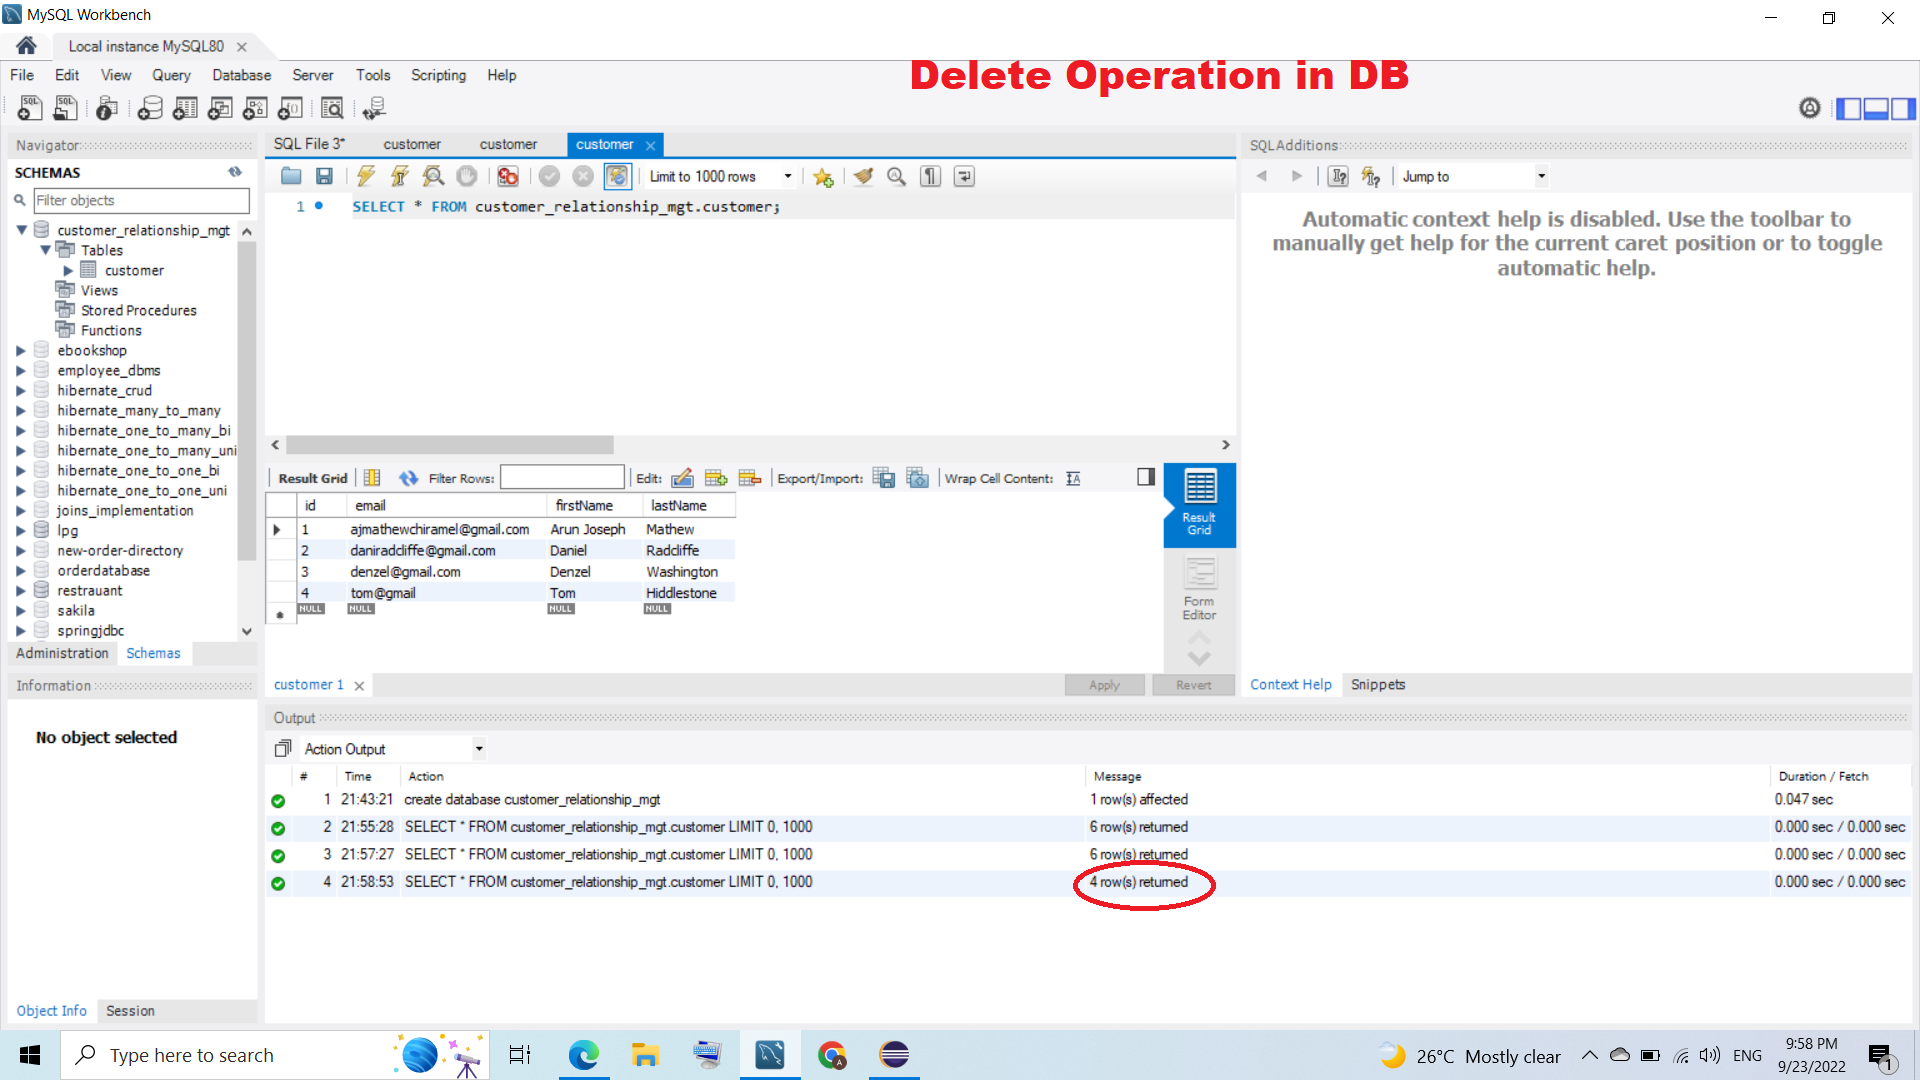 MySQL Workbench
Local instance MySQL80
File Edit View Query Database Server Tools Scripting Help
Delete Operation in DB
Navigator
SCHEMAS
Filter objects
customer_relationship_mgt
Tables
customer
Views
Stored Procedures
Functions
ebookshop
employee_dbms
hibernate_crud
hibernate_many_to_many
hibernate_one_to_many_bi
hibernate_one_to_many_uni
hibernate_one_to_one_bi
hibernate_one_to_one_uni
joins_implementation
lpg
new-order-directory
orderdatabase
restrauant
sakila
springjdbc
Administration Schemas
Information
No object selected
Object Info Session
SQL File 3* customer customer customer
Limit to 1000 rows
1 SELECT * FROM customer_relationship_mgt.customer;
Result Grid Filter Rows: Edit: Export/Import: Wrap Cell Content:
id email firstName lastName
1 ajmathewchiramel@gmail.com Arun Joseph Mathew
2 daniradcliffe@gmail.com Daniel Radcliffe
3 denzel@gmail.com Denzel Washington
4 tom@gmail Tom Hiddlestone
NULL NULL NULL NULL
Result
Grid
Form
Editor
customer 1 Apply Revert
SQLAdditions
Jump to
Automatic context help is disabled. Use the toolbar to
manually get help for the current caret position or to toggle
automatic help.
Context Help Snippets
Output
Action Output
# Time Action Message Duration / Fetch
1 21:43:21 create database customer_relationship_mgt 1 row(s) affected 0.047 sec
2 21:55:28 SELECT * FROM customer_relationship_mgt.customer LIMIT 0, 1000 6 row(s) returned 0.000 sec / 0.000 sec
3 21:57:27 SELECT * FROM customer_relationship_mgt.customer LIMIT 0, 1000 6 row(s) returned 0.000 sec / 0.000 sec
4 21:58:53 SELECT * FROM customer_relationship_mgt.customer LIMIT 0, 1000 4 row(s) returned 0.000 sec / 0.000 sec
Type here to search
26°C Mostly clear
ENG
9:58 PM
9/23/2022
1